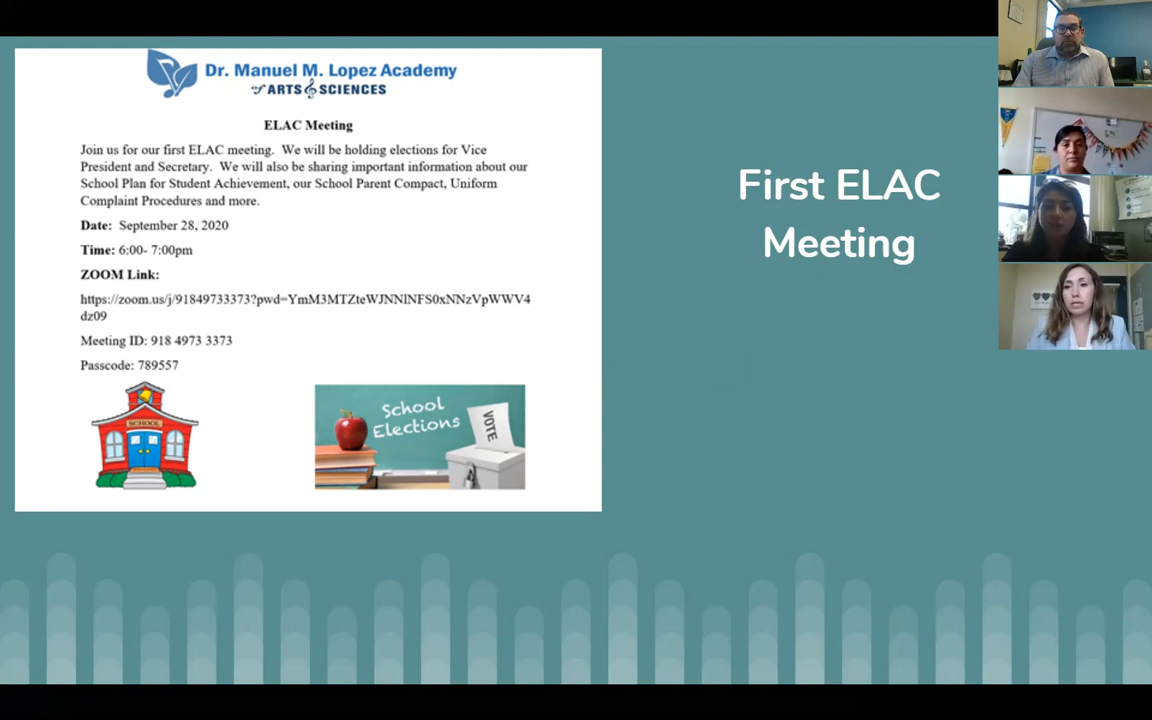 Dr. Manuel M. Lopez Academy
of ARTS & SCIENCES
ELAC Meeting
Join us for our first ELAC meeting. We will be holding elections for Vice
President and Secretary. We will also be sharing important information about our
School Plan for Student Achievement, our School Parent Compact, Uniform
Complaint Procedures and more.
Date: September 28, 2020
Time: 6:00- 7:00pm
ZOOM Link:
https://zoom.us/j/91849733373?pwd=YmM3MTZteWJNNlNFS0xNNzVpWWV4
dz09
Meeting ID: 918 4973 3373
Passcode: 789557
SCHOOL
School
Elections
VOTE
First ELAC
Meeting